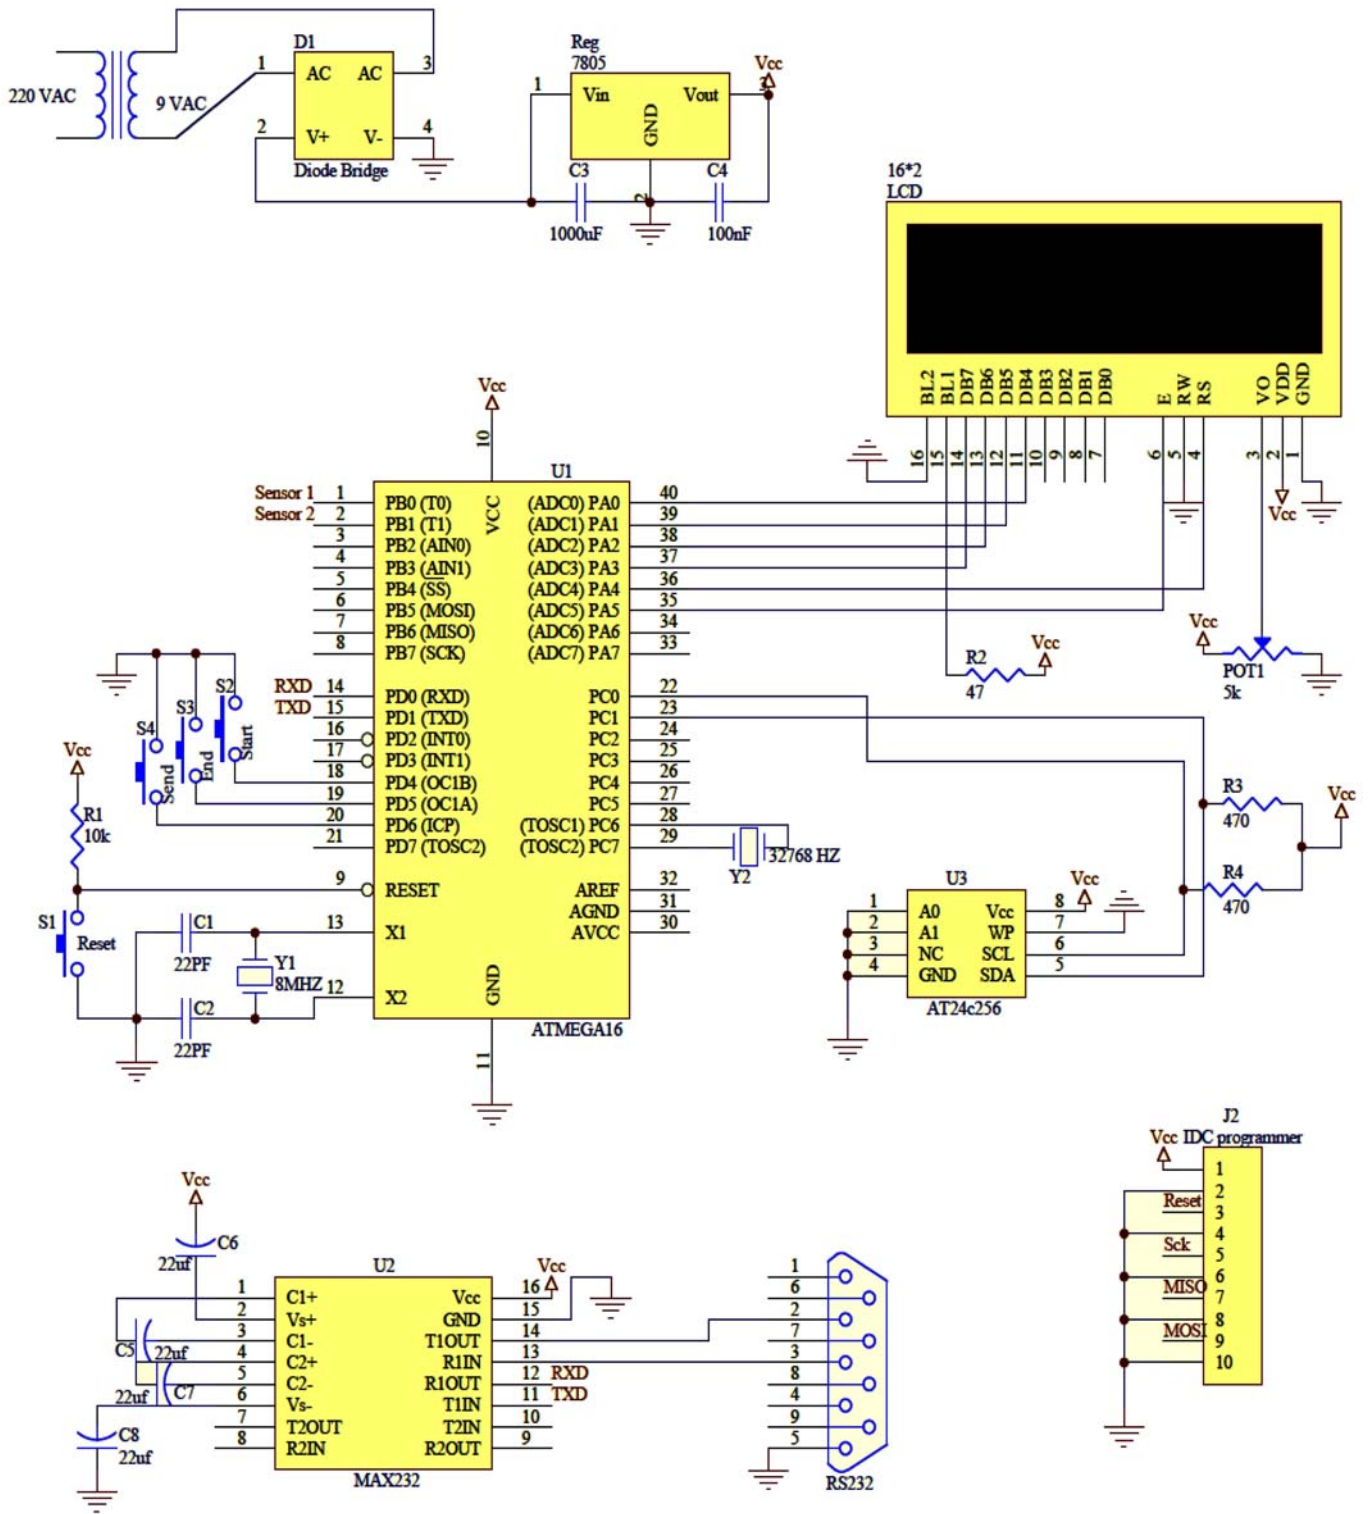 D1
1 AC AC 3
220 VAC
9 VAC
2 V+ V- 4
Diode Bridge
Reg
7805
Vcc
1 Vin Vout 3
GND
2
C3
C4
1000uF
100nF
16*2
LCD
BL2 BL1 DB7 DB6 DB5 DB4 DB3 DB2 DB1 DB0 E RW RS VO VDD GND
16 15 14 13 12 11 10 9 8 7 6 5 4 3 2 1
Vcc
Vcc
10
U1
VCC
Sensor 1 1 PB0 (T0) (ADC0) PA0 40
Sensor 2 2 PB1 (T1) (ADC1) PA1 39
3 PB2 (AIN0) (ADC2) PA2 38
4 PB3 (AIN1) (ADC3) PA3 37
5 PB4 (SS) (ADC4) PA4 36
6 PB5 (MOSI) (ADC5) PA5 35
7 PB6 (MISO) (ADC6) PA6 34
8 PB7 (SCK) (ADC7) PA7 33
RXD 14 PD0 (RXD) PC0 22
TXD 15 PD1 (TXD) PC1 23
16 PD2 (INT0) PC2 24
17 PD3 (INT1) PC3 25
18 PD4 (OC1B) PC4 26
19 PD5 (OC1A) PC5 27
20 PD6 (ICP) (TOSC1) PC6 28
21 PD7 (TOSC2) (TOSC2) PC7 29
9 RESET AREF 32
AGND 31
13 X1 AVCC 30
12 X2
GND
11
ATMEGA16
S2
Start
S3
End
S4
Send
Vcc
R1
10k
S1
Reset
C1
22PF
C2
22PF
Y1
8MHZ
32768 HZ
Y2
R2
47
Vcc
Vcc
POT1
5k
R3
470
R4
470
Vcc
U3
1 A0 Vcc 8
2 A1 WP 7
3 NC SCL 6
4 GND SDA 5
Vcc
AT24c256
J2
Vcc IDC programmer
1
2
Reset 3
4
Sck 5
6
MISO 7
8
MOSI 9
10
Vcc
C6
22uf
C5
22uf
C7
22uf
C8
22uf
U2
1 C1+ Vcc 16
2 Vs+ GND 15
3 C1- T1OUT 14
4 C2+ R1IN 13
5 C2- R1OUT 12 RXD
6 Vs- T1IN 11 TXD
7 T2OUT T2IN 10
8 R2IN R2OUT 9
Vcc
MAX232
1
6
2
7
3
8
4
9
5
RS232